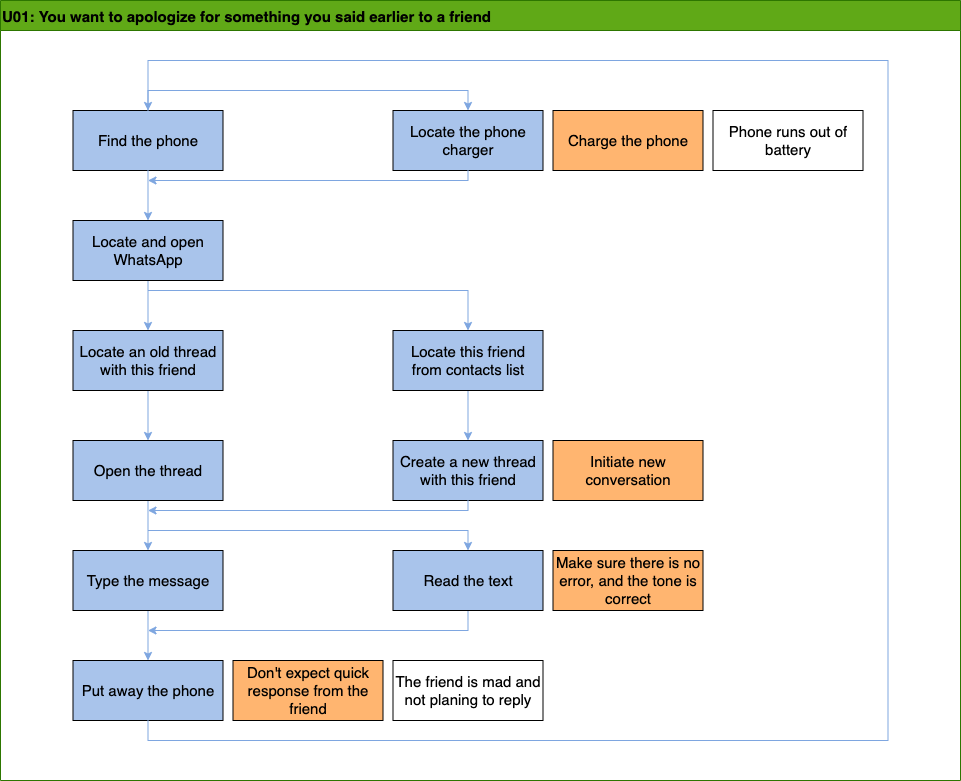 U01: You want to apologize for something you said earlier to a friend
Find the phone
Locate the phone
charger
Charge the phone
Phone runs out of
battery
Locate and open
WhatsApp
Locate an old thread
with this friend
Locate this friend
from contacts list
Open the thread
Create a new thread
with this friend
Initiate new
conversation
Type the message
Read the text
Make sure there is no
error, and the tone is
correct
Put away the phone
Don't expect quick
response from the
friend
The friend is mad and
not planing to reply